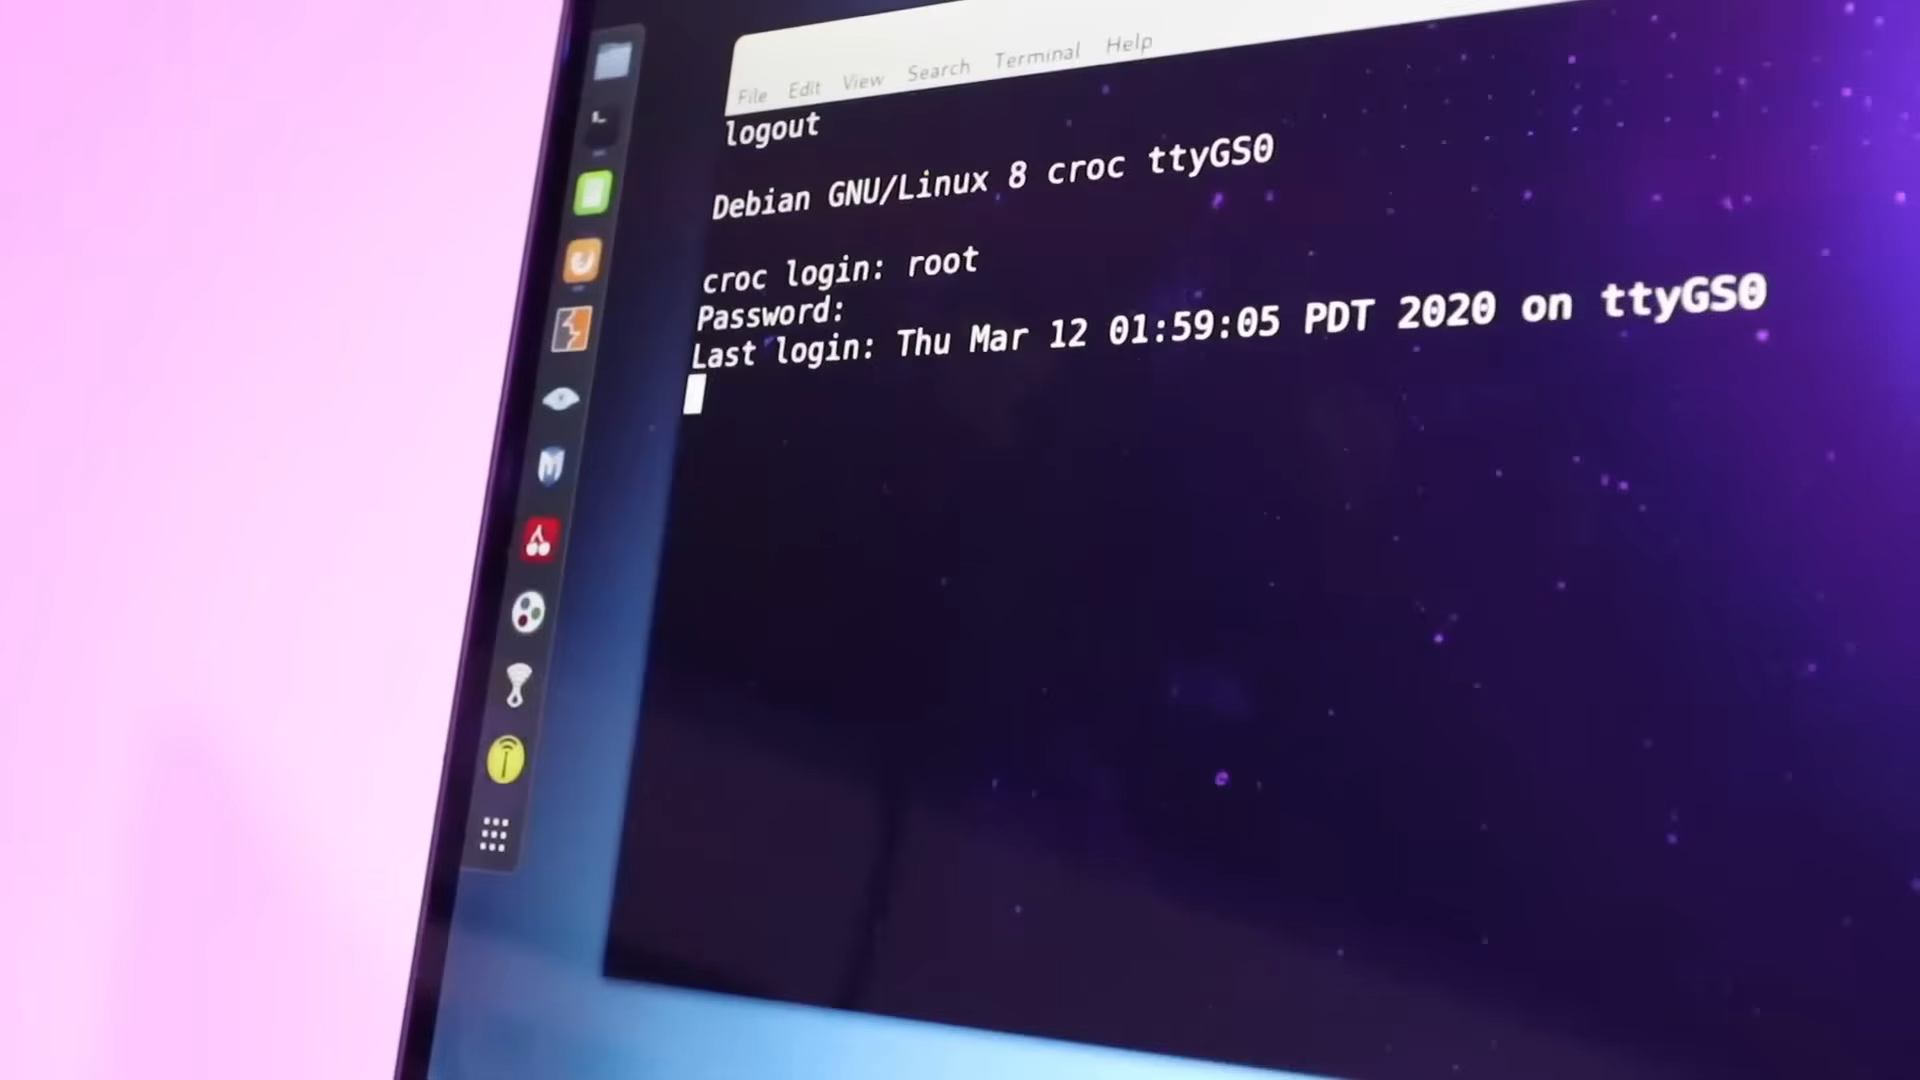 File Edit View Search Terminal Help
logout
Debian GNU/Linux 8 croc ttyGS0
croc login: root
Password:
Last login: Thu Mar 12 01:59:05 PDT 2020 on ttyGS0